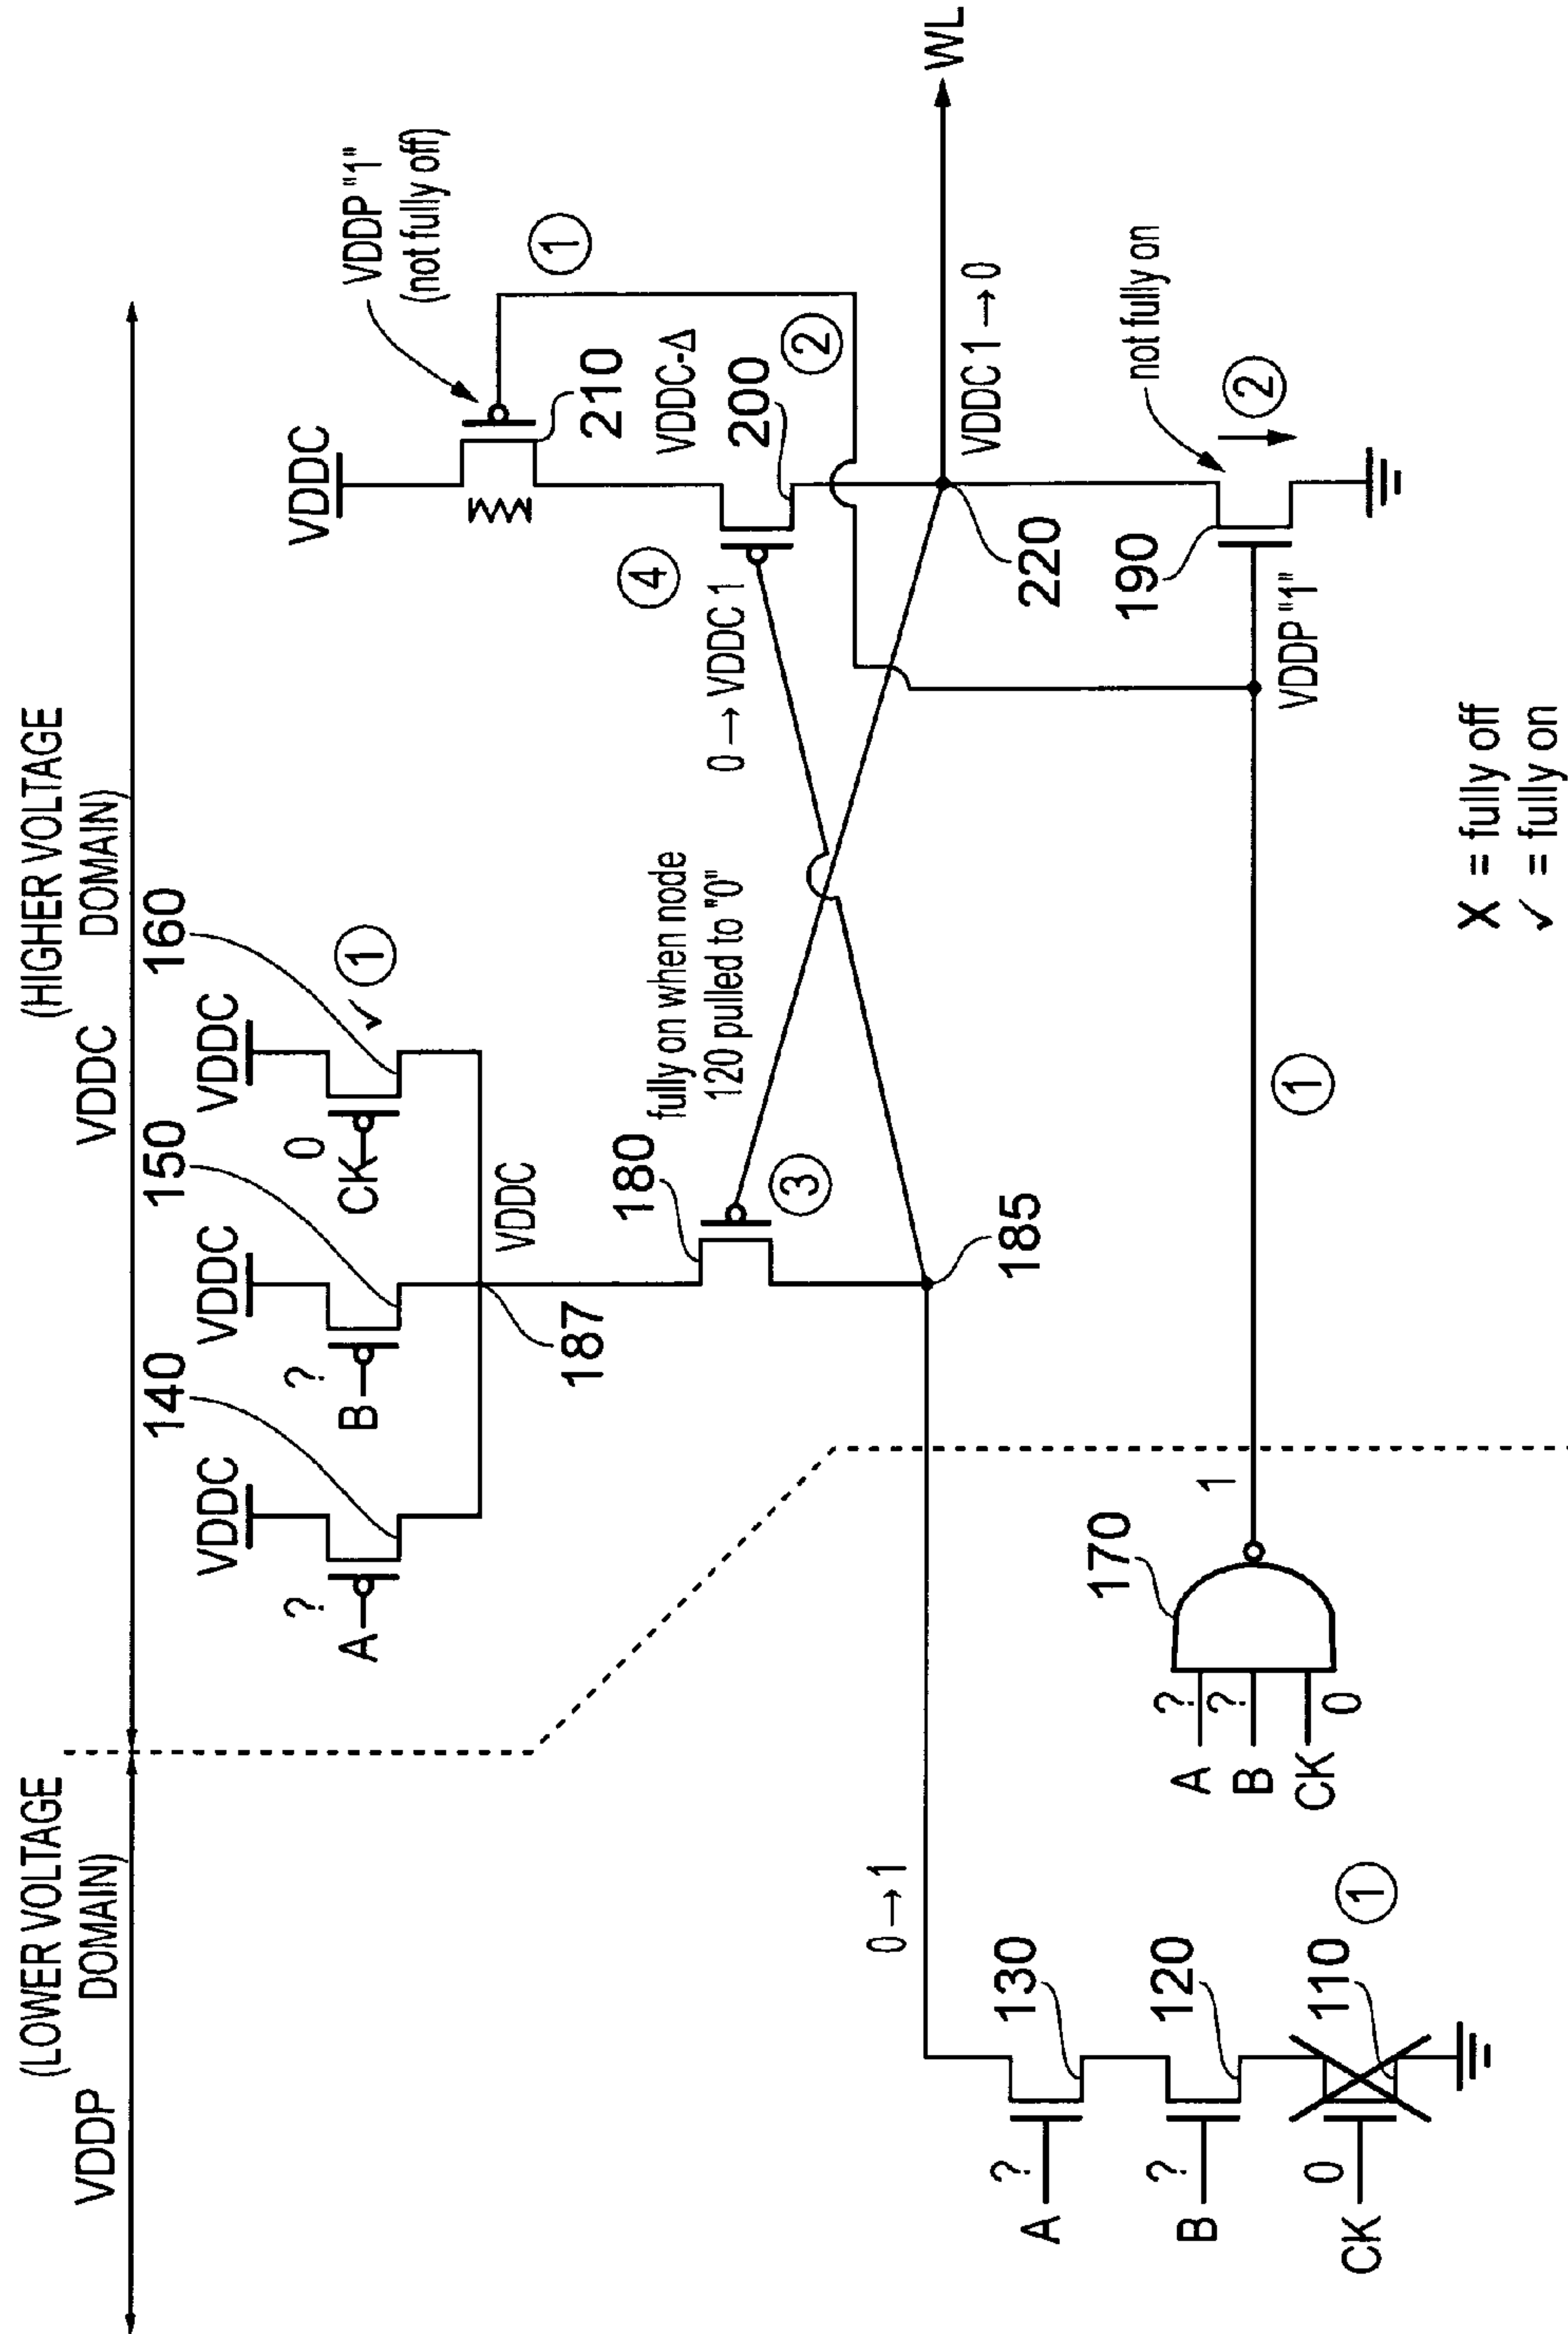 (LOWER VOLTAGE
VDDP DOMAIN)
(HIGHER VOLTAGE
VDDC DOMAIN)
140
150
160
VDDC
VDDC
VDDC
?
A
?
B
0
CK
✓
①
187
VDDC
VDDC
VDDP "1"
(not fully off)
①
210
VDDC-Δ
200
②
④
0 → VDDC 1
180
fully on when node
120 pulled to "0"
③
185
WL
VDDC 1 → 0
220
0 → 1
130
?
A
120
?
B
110
0
CK
①
170
A ?
B ?
CK 0
1
①
190
VDDP "1"
not fully on
②
X = fully off
✓ = fully on